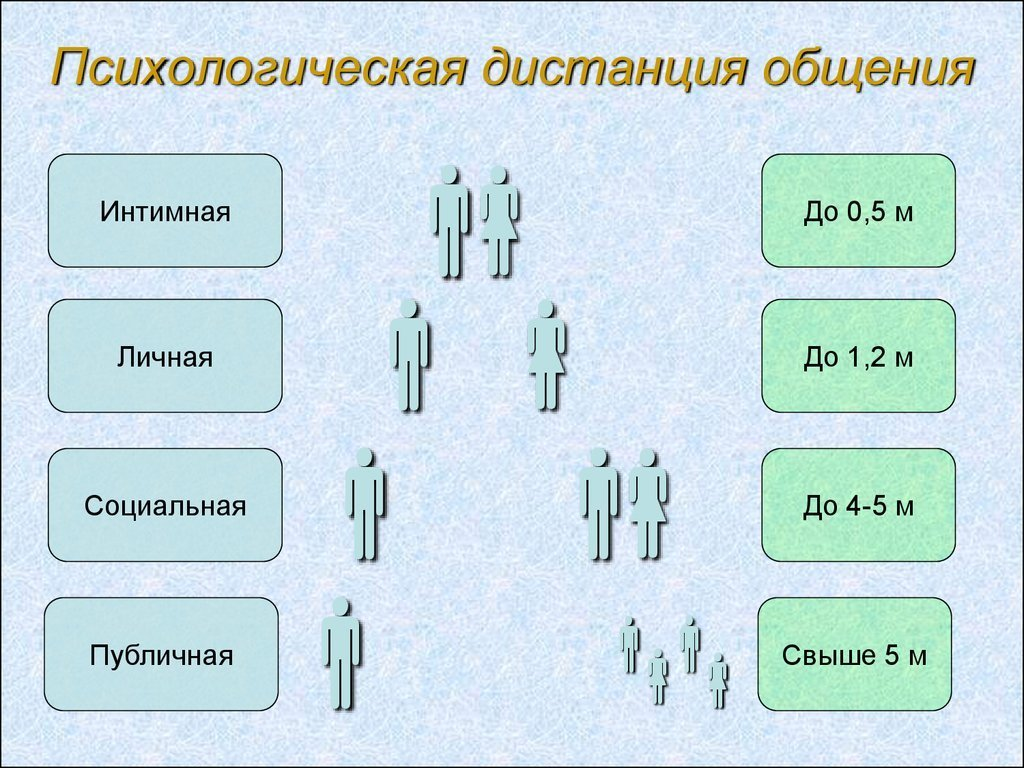 Психологическая дистанция общения
Интимная
До 0,5 м
Личная
До 1,2 м
Социальная
До 4-5 м
Публичная
Свыше 5 м